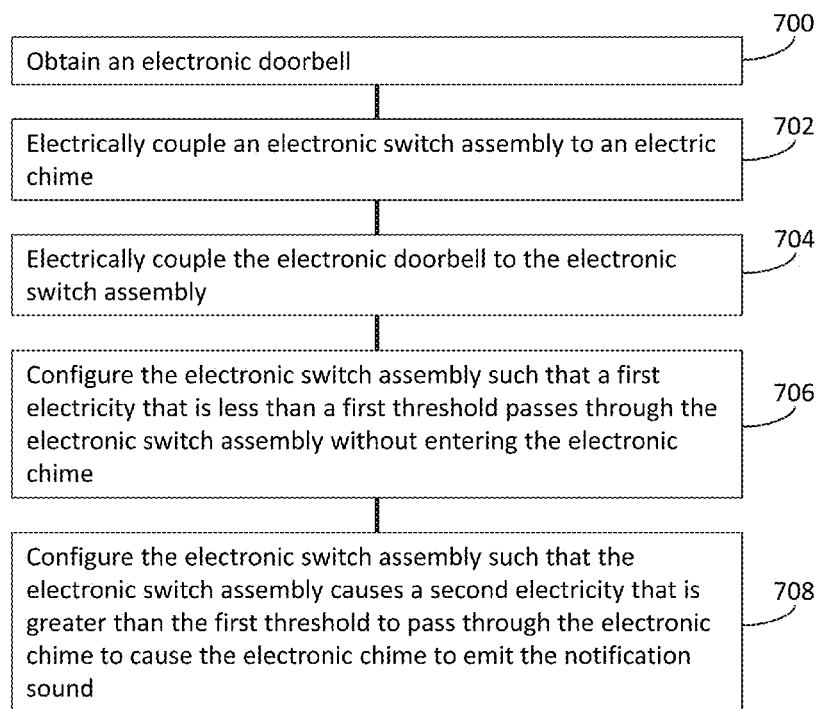 700
Obtain an electronic doorbell
702
Electrically couple an electronic switch assembly to an electric
chime
704
Electrically couple the electronic doorbell to the electronic
switch assembly
Configure the electronic switch assembly such that a first
electricity that is less than a first threshold passes through the
706
electronic switch assembly without entering the electronic
chime
Configure the electronic switch assembly such that the
electronic switch assembly causes a second electricity that is
708
greater than the first threshold to pass through the electronic
chime to cause the electronic chime to emit the notification
sound